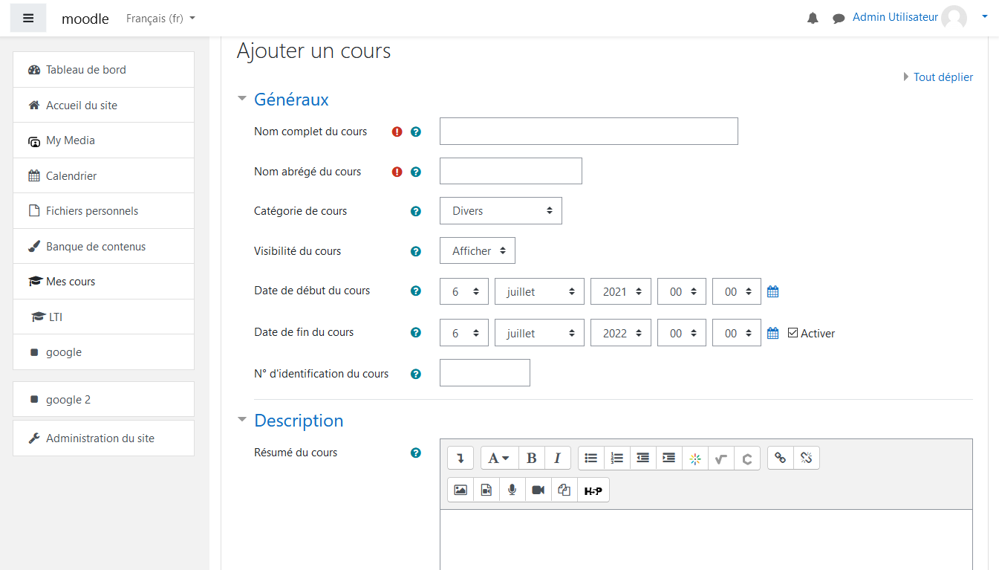 moodle Français (fr) Admin Utilisateur
Ajouter un cours
Tout déplier
Tableau de bord
Accueil du site
My Media
Calendrier
Fichiers personnels
Banque de contenus
Mes cours
LTI
google
google 2
Administration du site
Généraux
Nom complet du cours
Nom abrégé du cours
Catégorie de cours Divers
Visibilité du cours Afficher
Date de début du cours 6 juillet 2021 00 00
Date de fin du cours 6 juillet 2022 00 00 Activer
N° d'identification du cours
Description
Résumé du cours
A B I
H5P